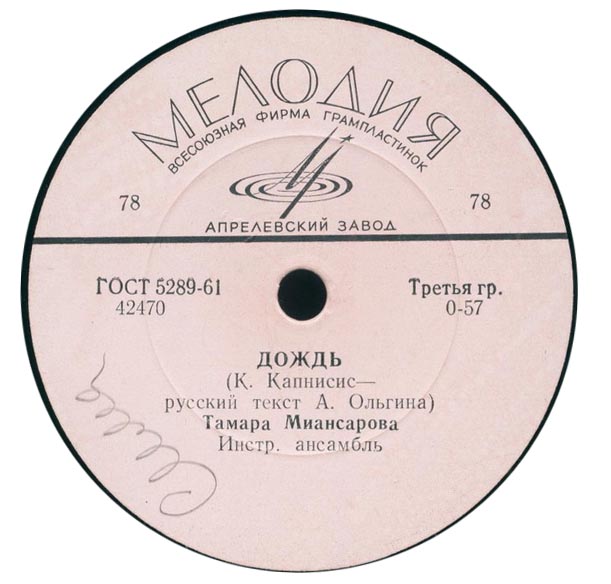 МЕЛОДИЯ
ВСЕСОЮЗНАЯ ФИРМА ГРАМПЛАСТИНОК
78
78
АПРЕЛЕВСКИЙ ЗАВОД
ГОСТ 5289-61
42470
Третья гр.
0-57
ДОЖДЬ
(К. Капнисис—
русский текст А. Ольгина)
Тамара Миансарова
Инстр. ансамбль